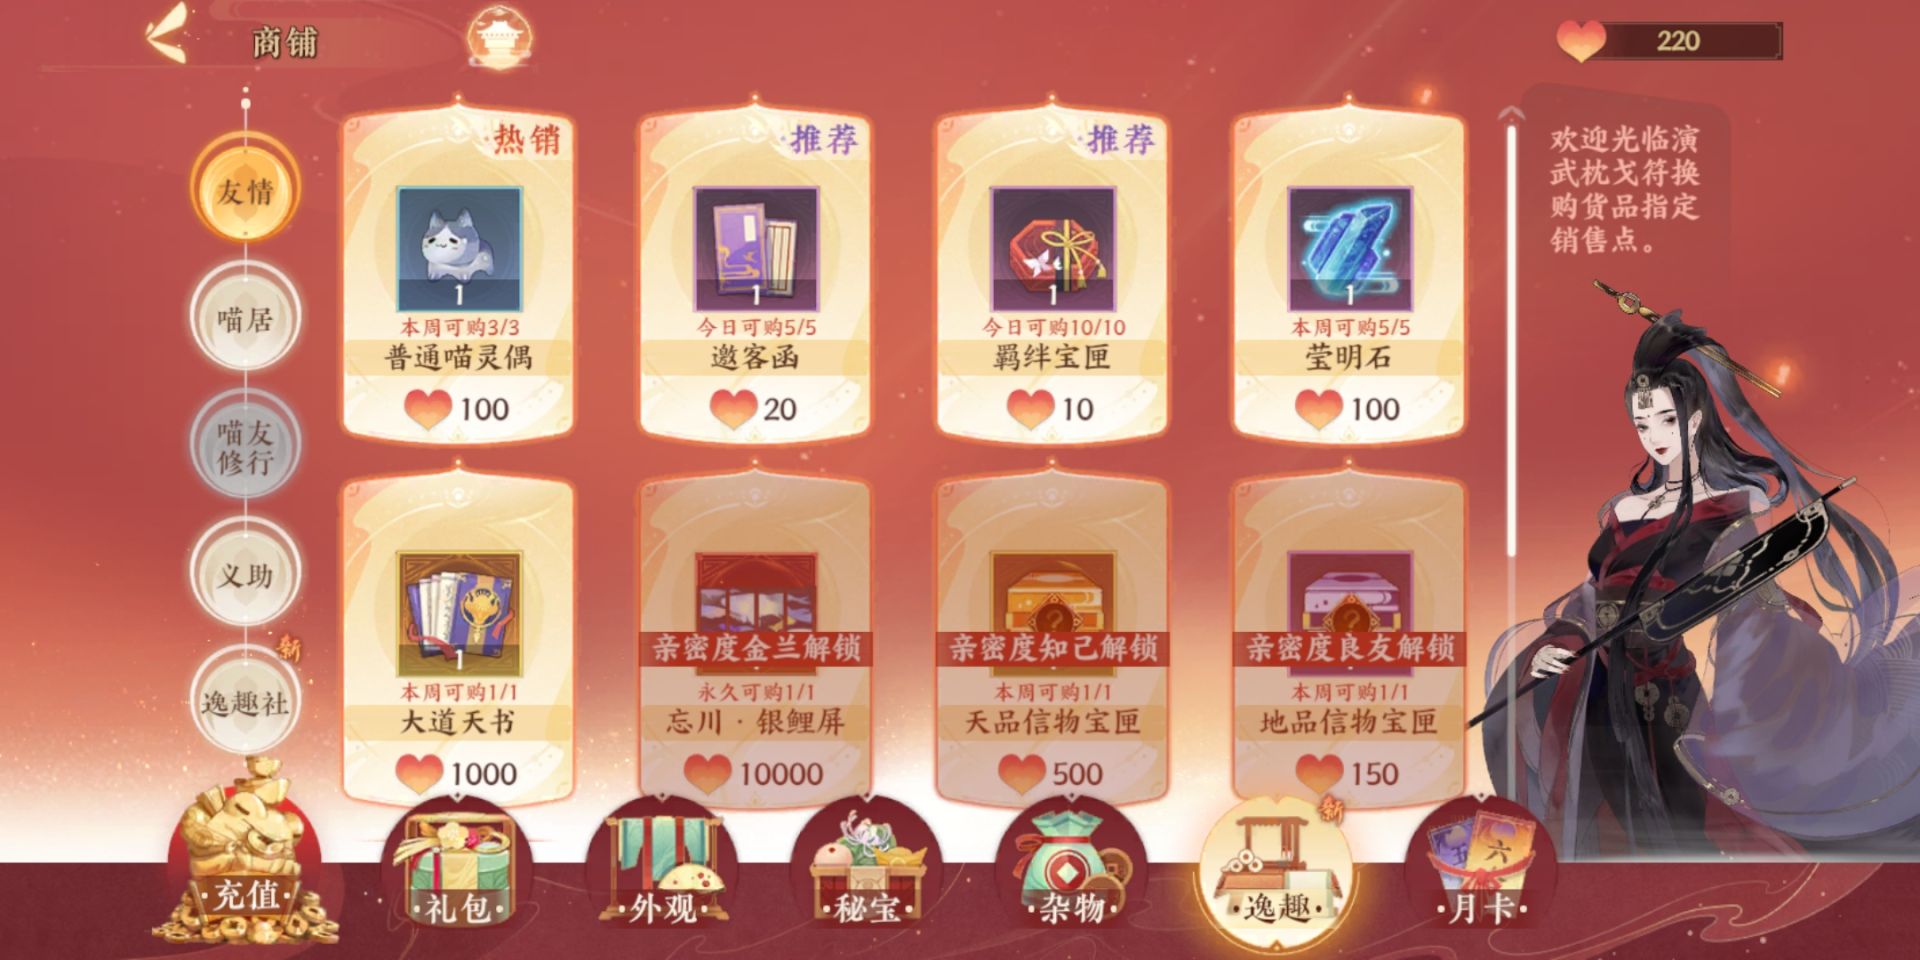 商铺
220
友情
喵居
喵友
修行
义助
新
逸趣社
热销
1
本周可购3/3
普通喵灵偶
100
推荐
1
今日可购5/5
邀客函
20
推荐
1
今日可购10/10
羁绊宝匣
10
1
本周可购5/5
莹明石
100
1
本周可购1/1
大道天书
1000
亲密度金兰解锁
永久可购1/1
忘川·银鲤屏
10000
亲密度知己解锁
本周可购1/1
天品信物宝匣
500
亲密度良友解锁
本周可购1/1
地品信物宝匣
150
欢迎光临演
武枕戈符换
购货品指定
销售点。
·充值·
·礼包·
·外观·
·秘宝·
·杂物·
新
·逸趣·
五
六
·月卡·